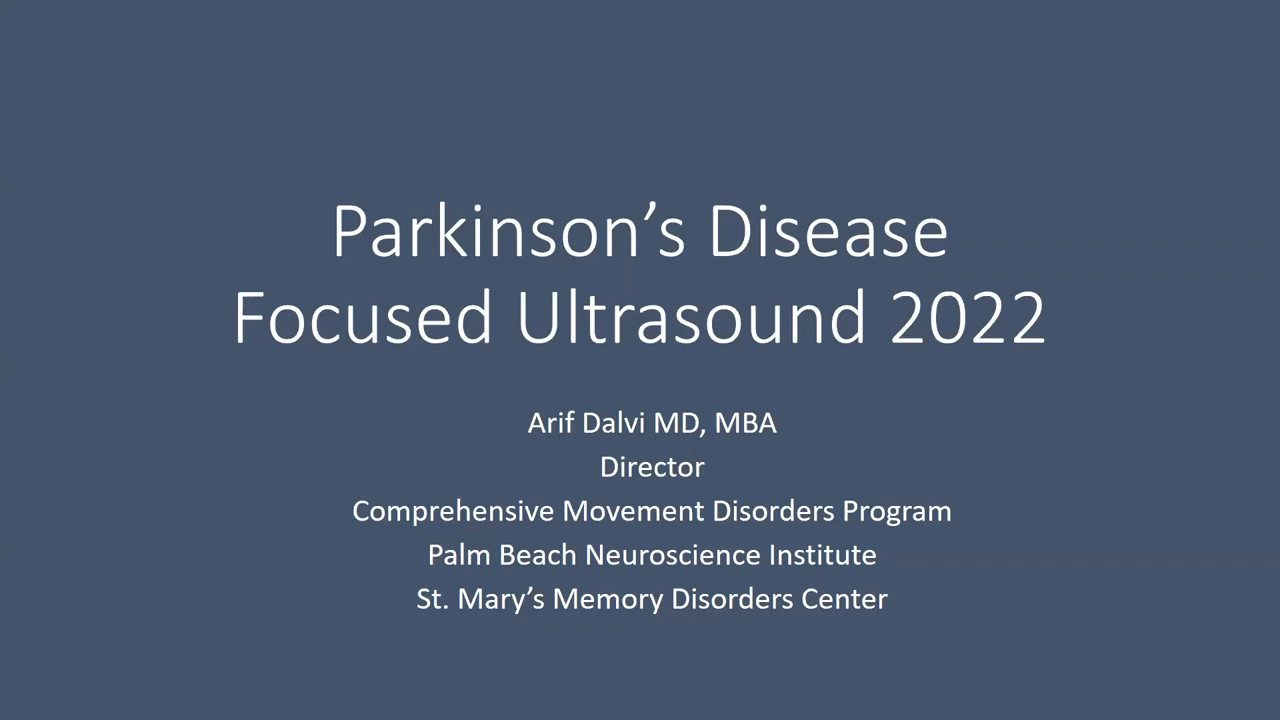 Parkinson’s Disease
Focused Ultrasound 2022
Arif Dalvi MD, MBA
Director
Comprehensive Movement Disorders Program
Palm Beach Neuroscience Institute
St. Mary’s Memory Disorders Center